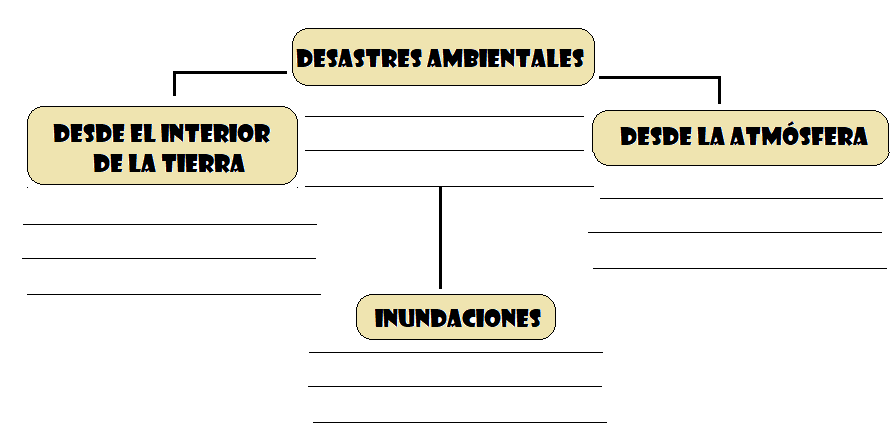 DESASTRES AMBIENTALES
DESDE EL INTERIOR
DE LA TIERRA
DESDE LA ATMÓSFERA
INUNDACIONES